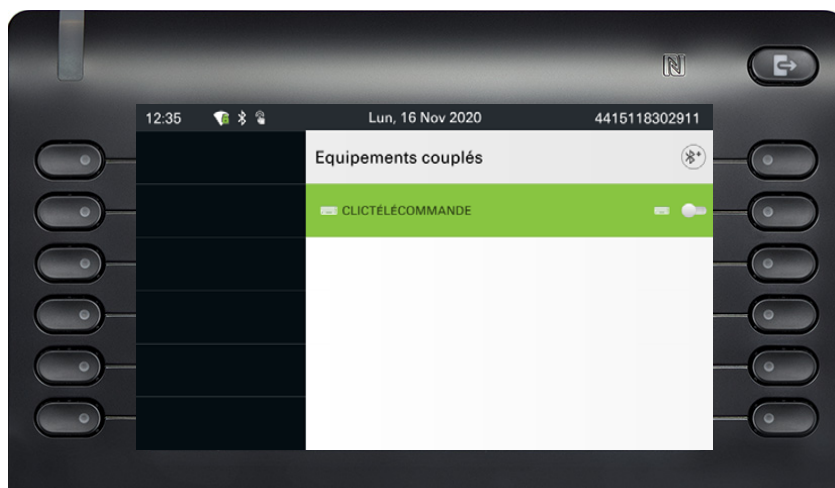 12:35 Lun, 16 Nov 2020 4415118302911
Equipements couplés
CLICTÉLÉCOMMANDE